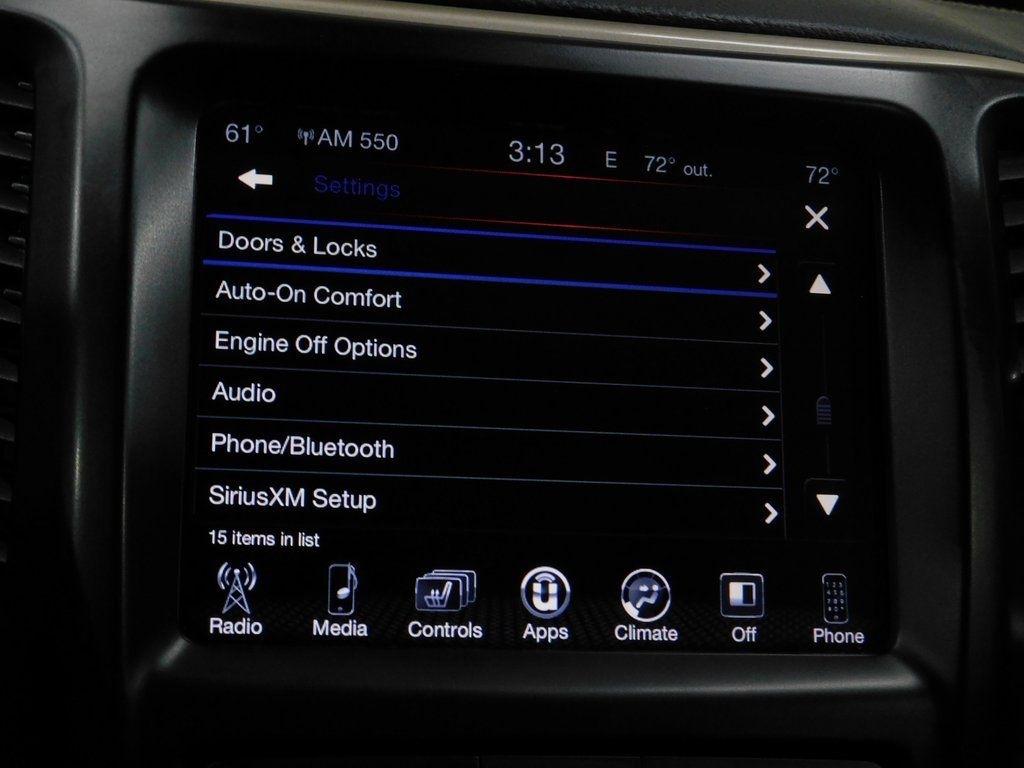 61° AM 550 3:13 E 72° out. 72°
Settings
Doors & Locks
Auto-On Comfort
Engine Off Options
Audio
Phone/Bluetooth
SiriusXM Setup
15 items in list
Radio Media Controls Apps Climate Off Phone